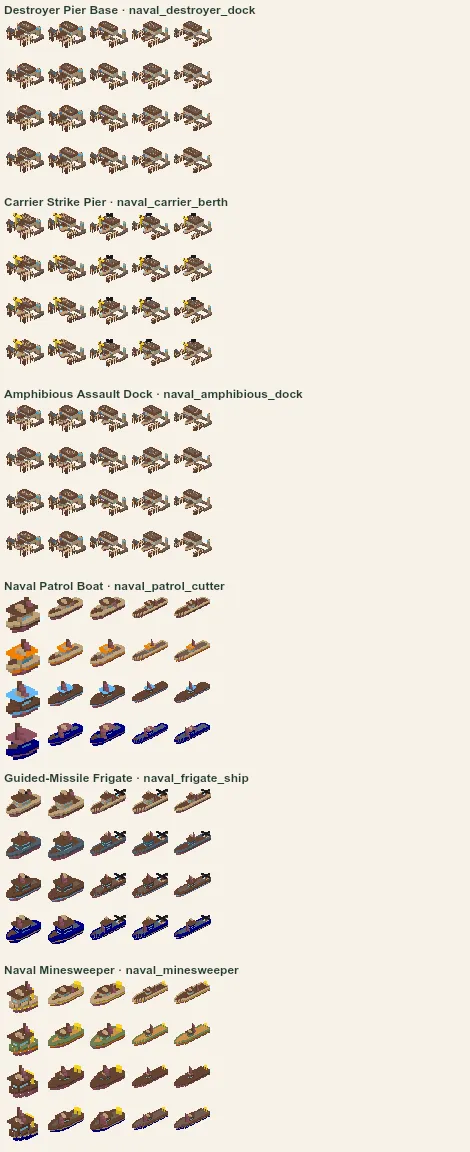 Destroyer Pier Base · naval_destroyer_dock
Carrier Strike Pier · naval_carrier_berth
Amphibious Assault Dock · naval_amphibious_dock
Naval Patrol Boat · naval_patrol_cutter
Guided-Missile Frigate · naval_frigate_ship
Naval Minesweeper · naval_minesweeper